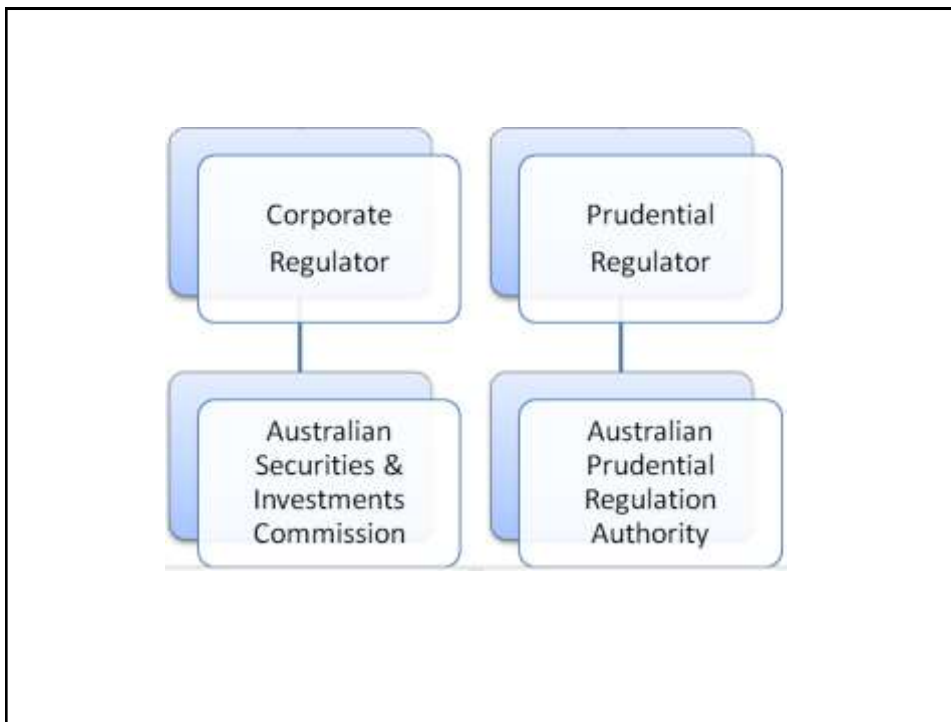 Corporate
Regulator
Prudential
Regulator
Australian
Securities &
Investments
Commission
Australian
Prudential
Regulation
Authority